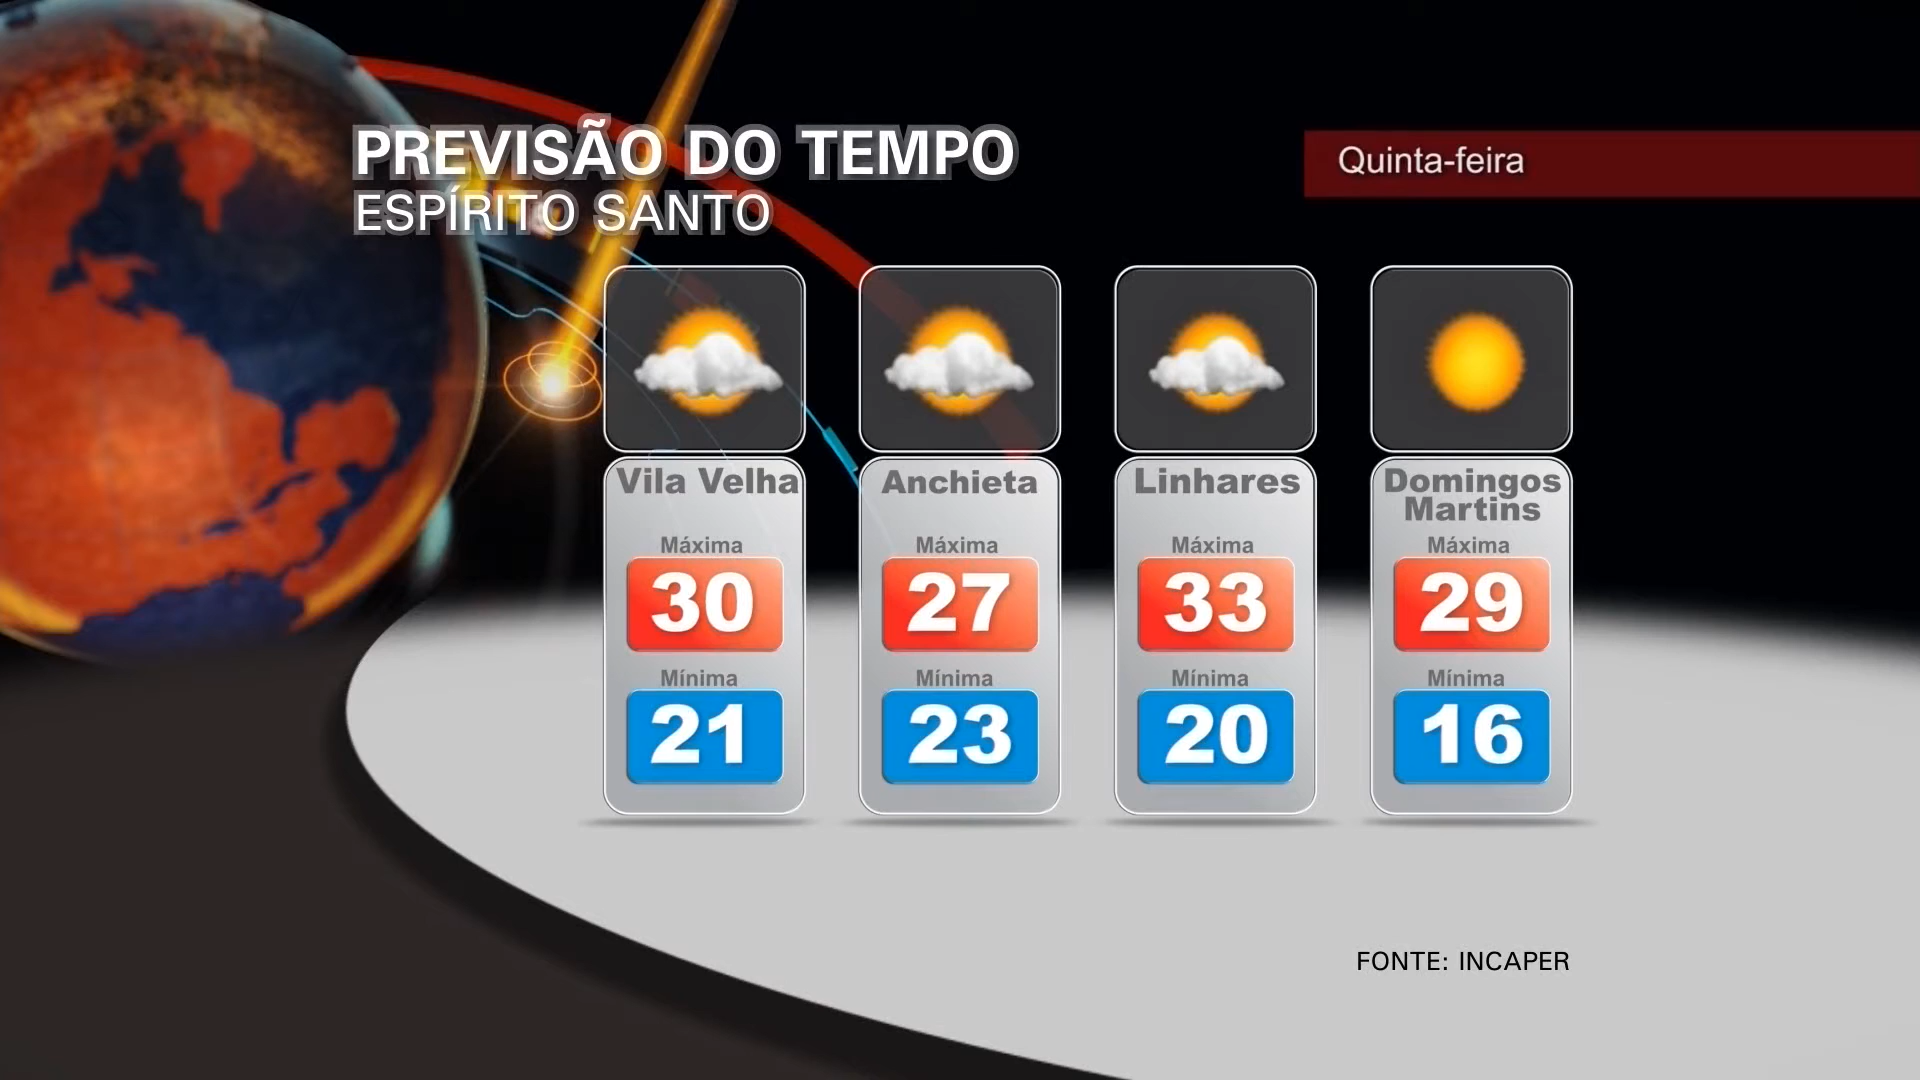 PREVISÃO DO TEMPO
ESPÍRITO SANTO
Quinta-feira
Vila Velha
Máxima
30
Mínima
21
Anchieta
Máxima
27
Mínima
23
Linhares
Máxima
33
Mínima
20
Domingos
Martins
Máxima
29
Mínima
16
FONTE: INCAPER